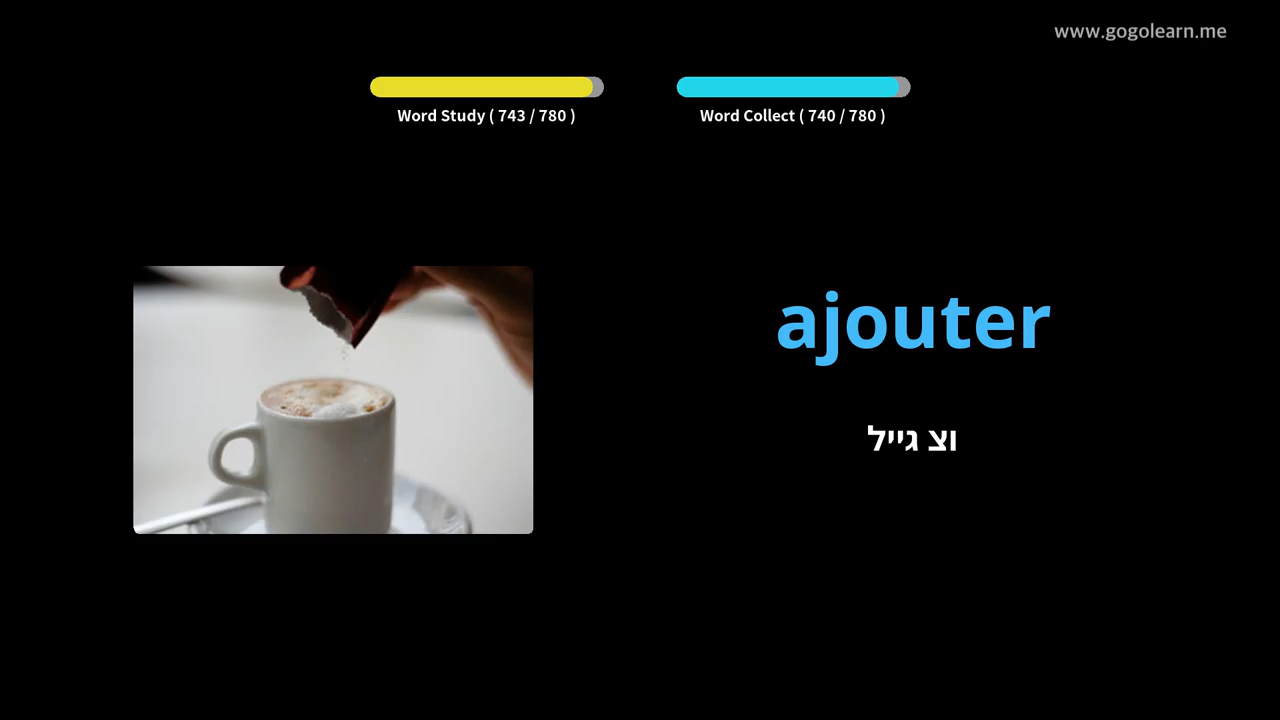 www.gogolearn.me
Word Study ( 743 / 780 )
Word Collect ( 740 / 780 )
ajouter
וצ גייל